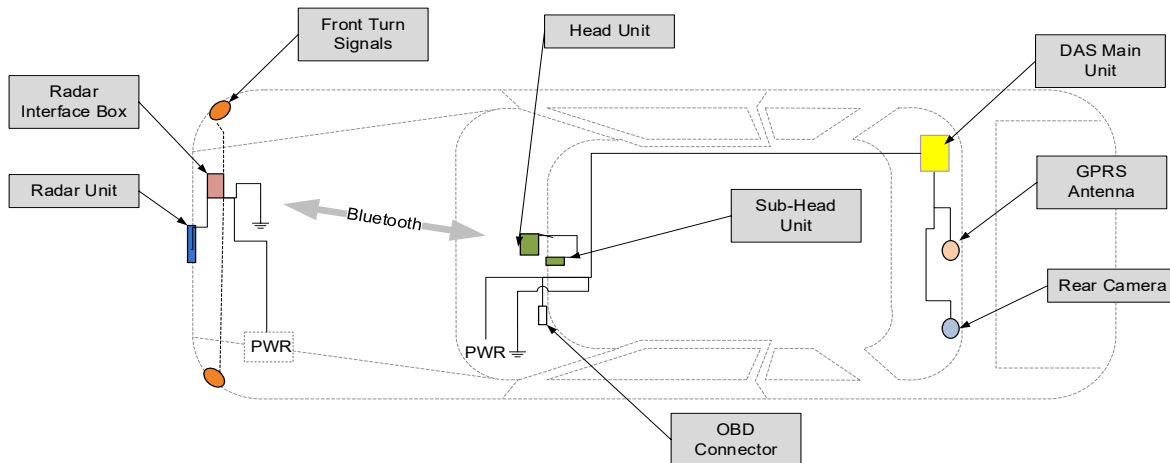 Front Turn
Signals
Head Unit
DAS Main
Unit
Radar
Interface Box
Radar Unit
GPRS
Antenna
Sub-Head
Unit
Bluetooth
Rear Camera
PWR
PWR
OBD
Connector